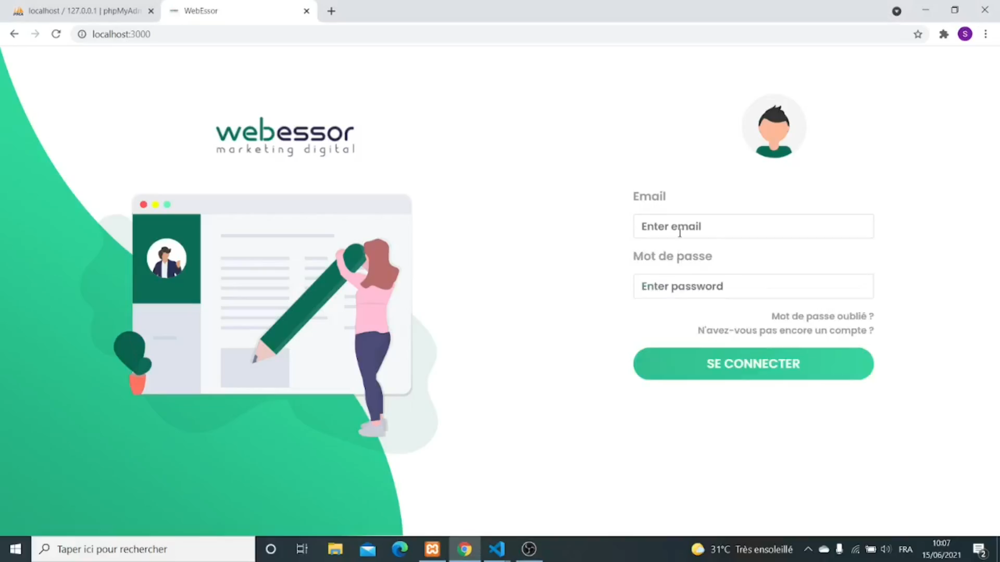 localhost / 127.0.0.1 | phpMyAdn
WebEssor
localhost:3000
S
webessor
marketing digital
Email
Enter email
Mot de passe
Enter password
Mot de passe oublié ?
N'avez-vous pas encore un compte ?
SE CONNECTER
Taper ici pour rechercher
31°C Très ensoleillé
FRA
10:07
15/06/2021
2